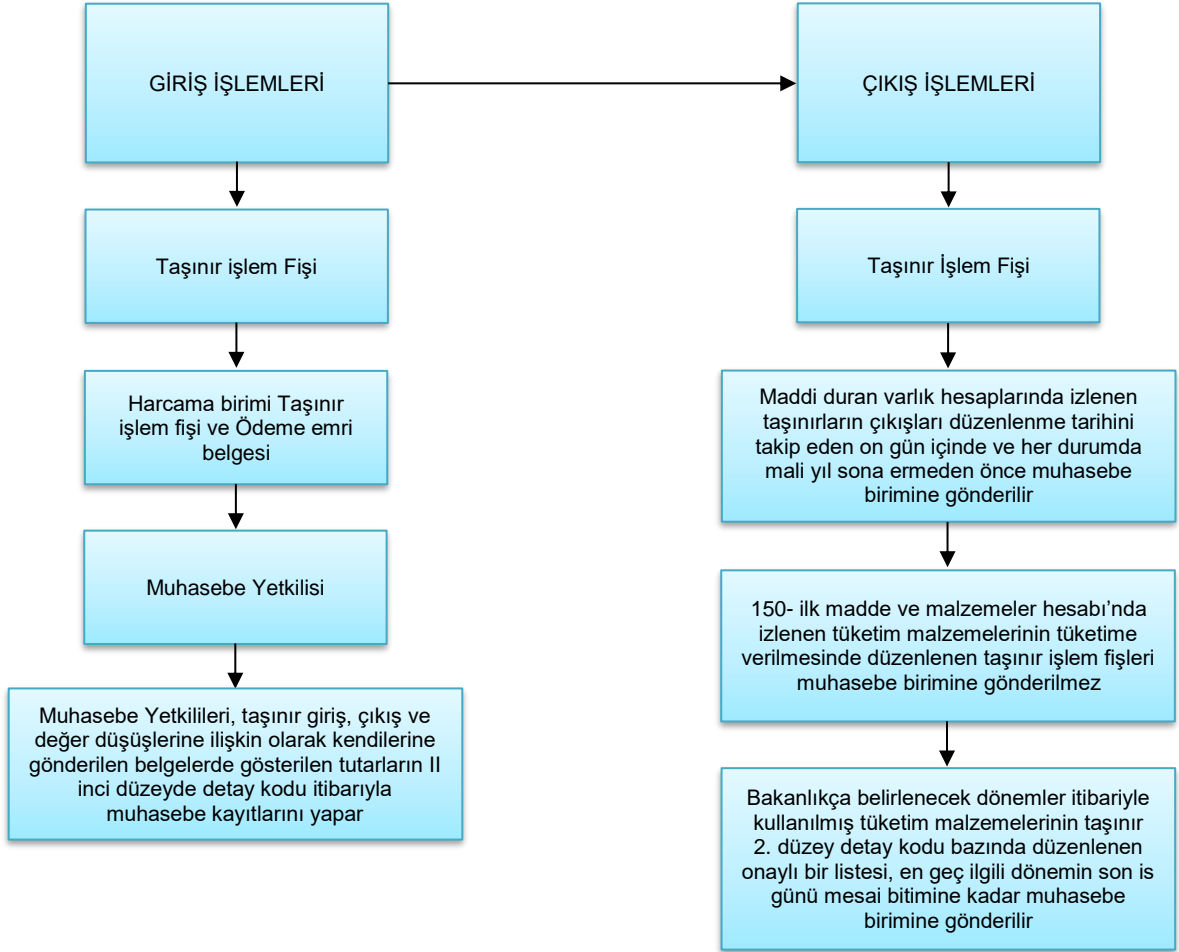 GİRİŞ İŞLEMLERİ
Taşınır işlem Fişi
Harcama birimi Taşınır
işlem fişi ve Ödeme emri
belgesi
Muhasebe Yetkilisi
Muhasebe Yetkilileri, taşınır giriş, çıkış ve
değer düşüşlerine ilişkin olarak kendilerine
gönderilen belgelerde gösterilen tutarların II
inci düzeyde detay kodu itibarıyla
muhasebe kayıtlarını yapar
ÇIKIŞ İŞLEMLERİ
Taşınır İşlem Fişi
Maddi duran varlık hesaplarında izlenen
taşınırların çıkışları düzenlenme tarihini
takip eden on gün içinde ve her durumda
mali yıl sona ermeden önce muhasebe
birimine gönderilir
150- ilk madde ve malzemeler hesabı’nda
izlenen tüketim malzemelerinin tüketime
verilmesinde düzenlenen taşınır işlem fişleri
muhasebe birimine gönderilmez
Bakanlıkça belirlenecek dönemler itibariyle
kullanılmış tüketim malzemelerinin taşınır
2. düzey detay kodu bazında düzenlenen
onaylı bir listesi, en geç ilgili dönemin son is
günü mesai bitimine kadar muhasebe
birimine gönderilir